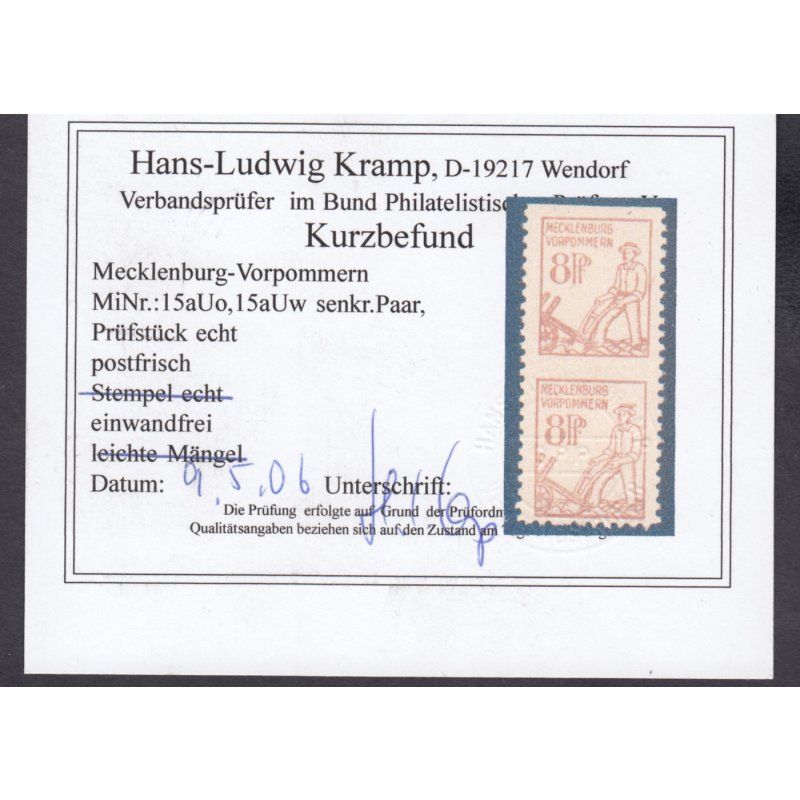 Hans-Ludwig Kramp, D-19217 Wendorf
Verbandsprüfer im Bund
Kurzbefund
Mecklenburg-Vorpommern
MiNr.:15aUo,15aUw senkr.Paar,
Prüfstück echt
postfrisch
Stempel echt
einwandfrei
leichte Mängel
Datum: 9.5.06 Unterschrift:
Die Prüfung erfolgte auf Grund der
Qualitätsangaben beziehen sich auf den Zustand am
MECKLENBURG
VORPOMMERN
8Pf
MECKLENBURG
VORPOMMERN
8Pf
HANS